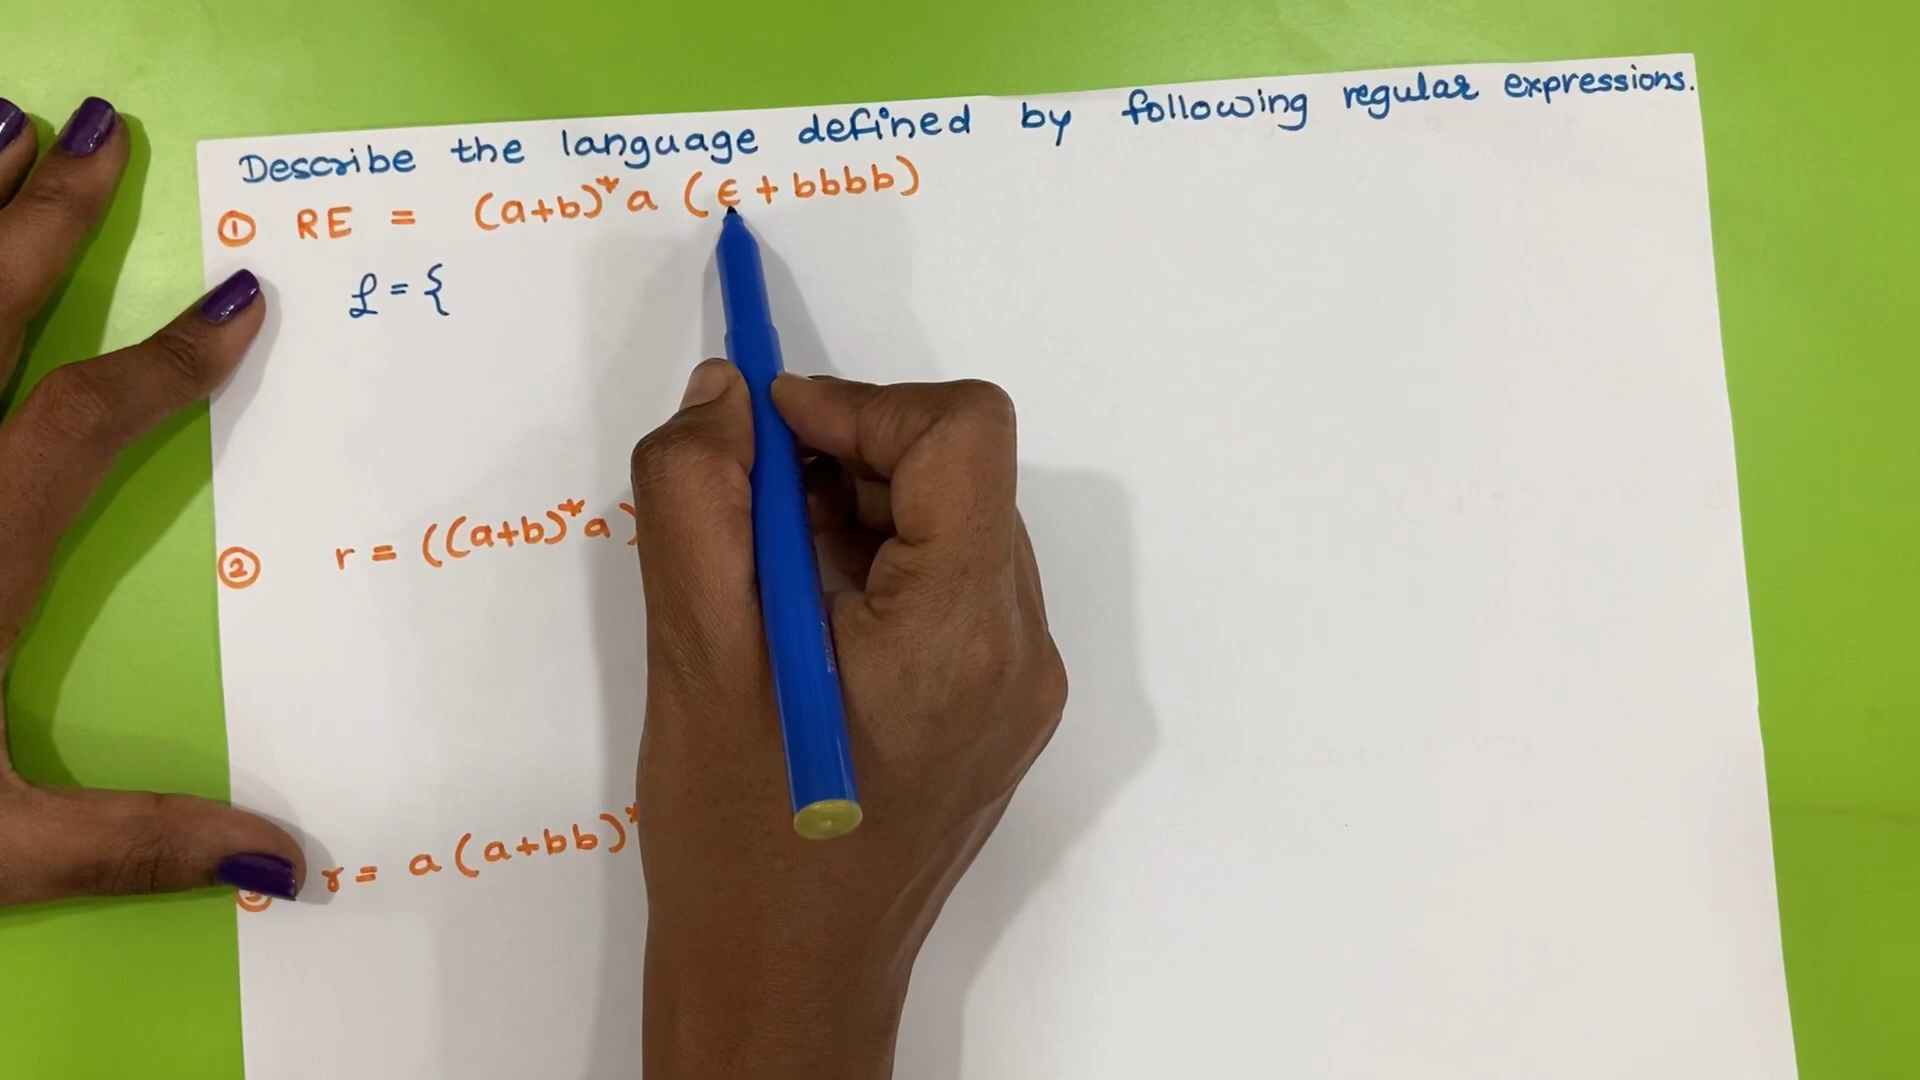 Describe the language defined by following regular expressions.
① RE = (a+b)*a (ϵ + bbbb)
L = {
② r = ((a+b)*a)
r = a(a+bb)*